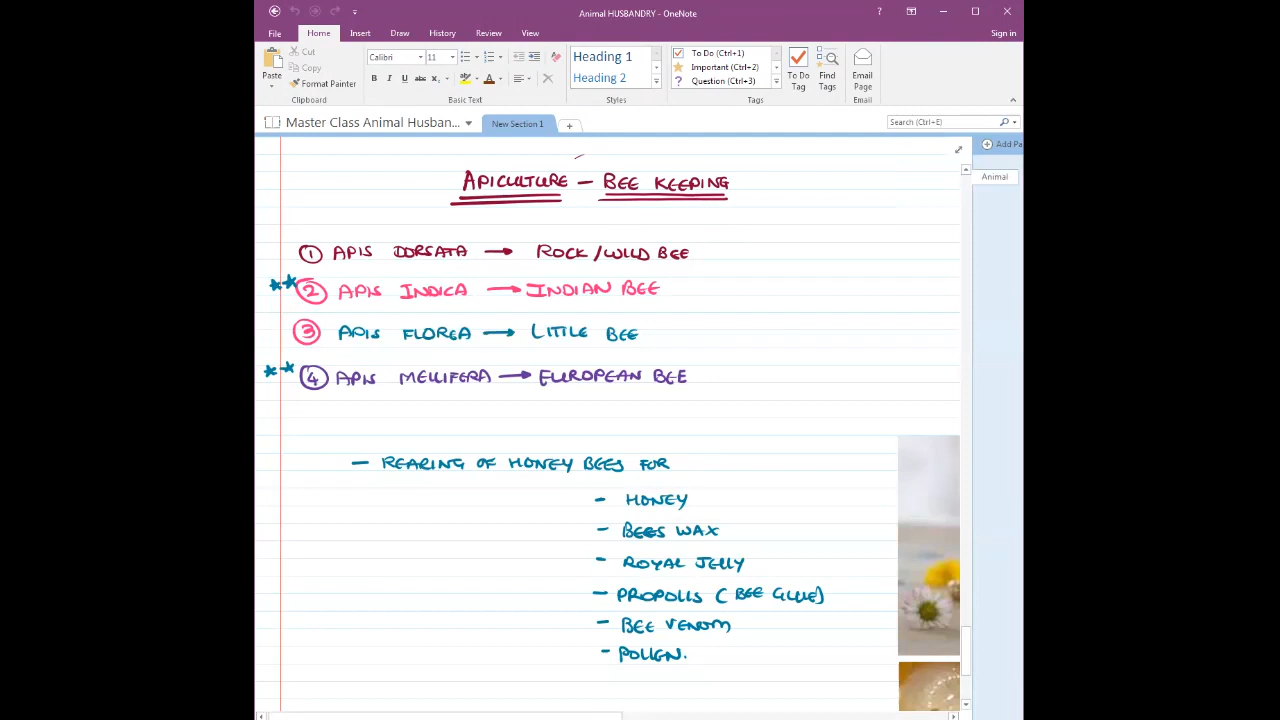 Animal HUSBANDRY - OneNote
?
Sign in
File Home Insert Draw History Review View
Paste
Cut
Copy
Format Painter
Clipboard
Calibri 11
B I U abc
Basic Text
Heading 1
Heading 2
Styles
To Do (Ctrl+1)
Important (Ctrl+2)
? Question (Ctrl+3)
To Do Tag
Find Tags
Tags
Email Page
Email
Master Class Animal Husban...
New Section 1
+
Search (Ctrl+E)
Add Pa
Animal
APICULTURE – BEE KEEPING
① APIS DORSATA → ROCK/WILD BEE
** ② APIS INDICA → INDIAN BEE
③ APIS FLOREA → LITTLE BEE
** ④ APIS MELLIFERA → EUROPEAN BEE
– REARING OF HONEY BEES FOR
- HONEY
- BEES WAX
- ROYAL JELLY
- PROPOLIS (BEE GLUE)
- BEE VENOM
- POLLEN.